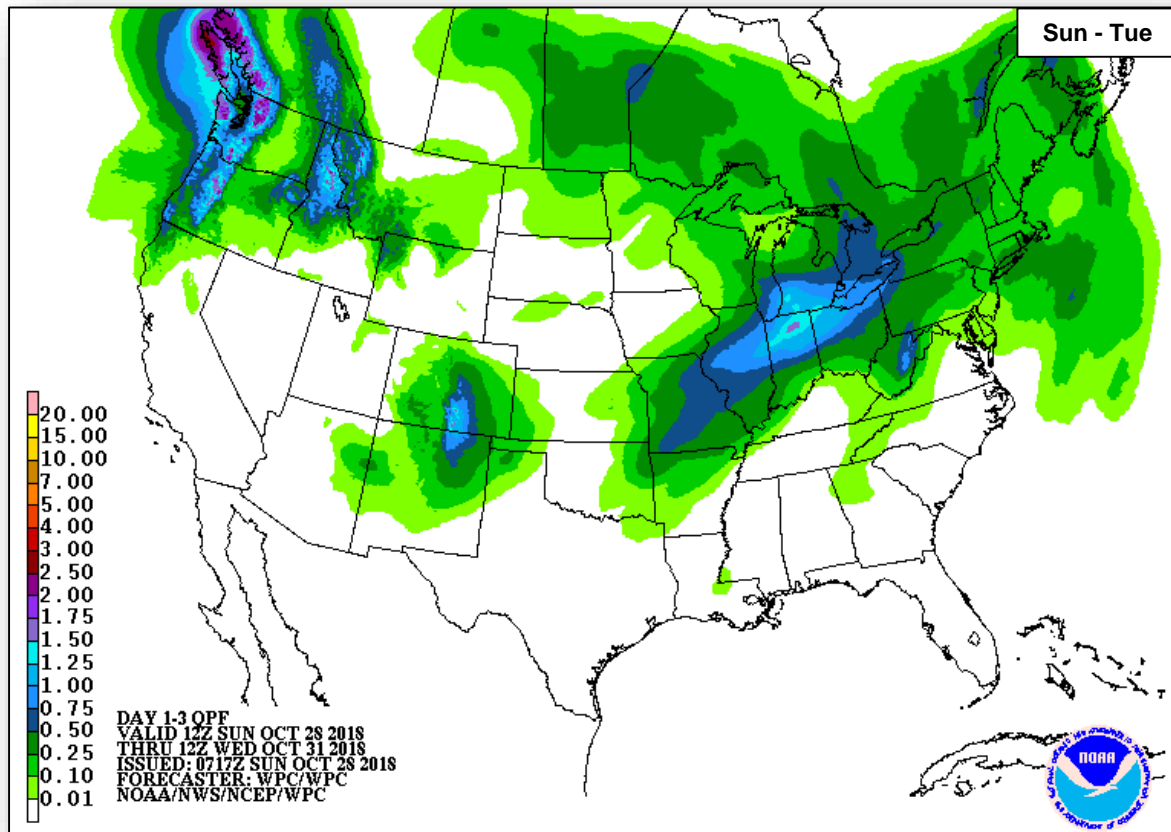 Sun - Tue
20.00
15.00
10.00
7.00
5.00
4.00
3.00
2.50
2.00
1.75
1.50
1.25
1.00
0.75
0.50
0.25
0.10
0.01
DAY 1-3 QPF
VALID 12Z SUN OCT 28 2018
THRU 12Z WED OCT 31 2018
ISSUED: 0717Z SUN OCT 28 2018
FORECASTER: WPC/WPC
NOAA/NWS/NCEP/WPC
NOAA